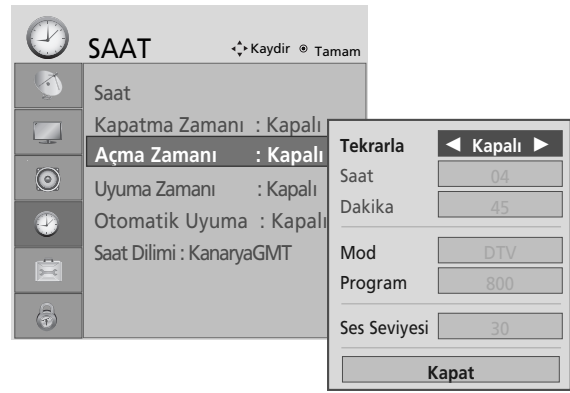 SAAT Kaydir Tamam
Saat
Kapatma Zamanı : Kapalı
Açma Zamanı : Kapalı
Uyuma Zamanı : Kapalı
Otomatik Uyuma : Kapalı
Saat Dilimi : KanaryaGMT
Tekrarla ◀ Kapalı ▶
Saat 04
Dakika 45
Mod DTV
Program 800
Ses Seviyesi 30
Kapat